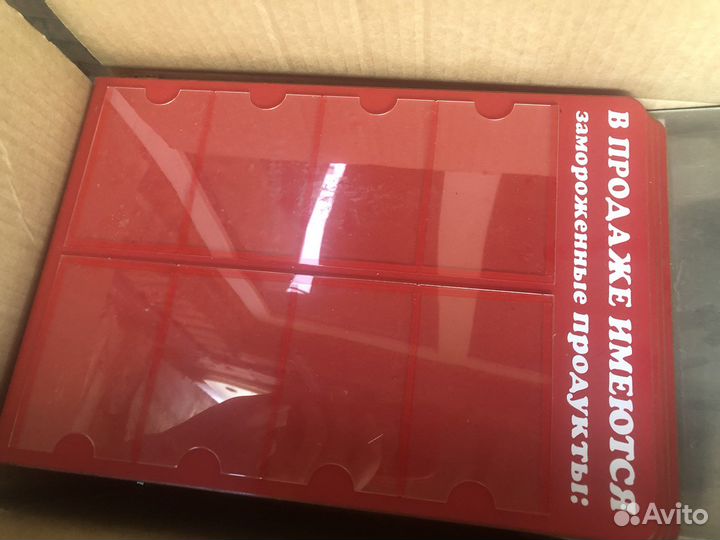 В ПРОДАЖЕ ИМЕЮТСЯ
замороженные продукты:
Avito